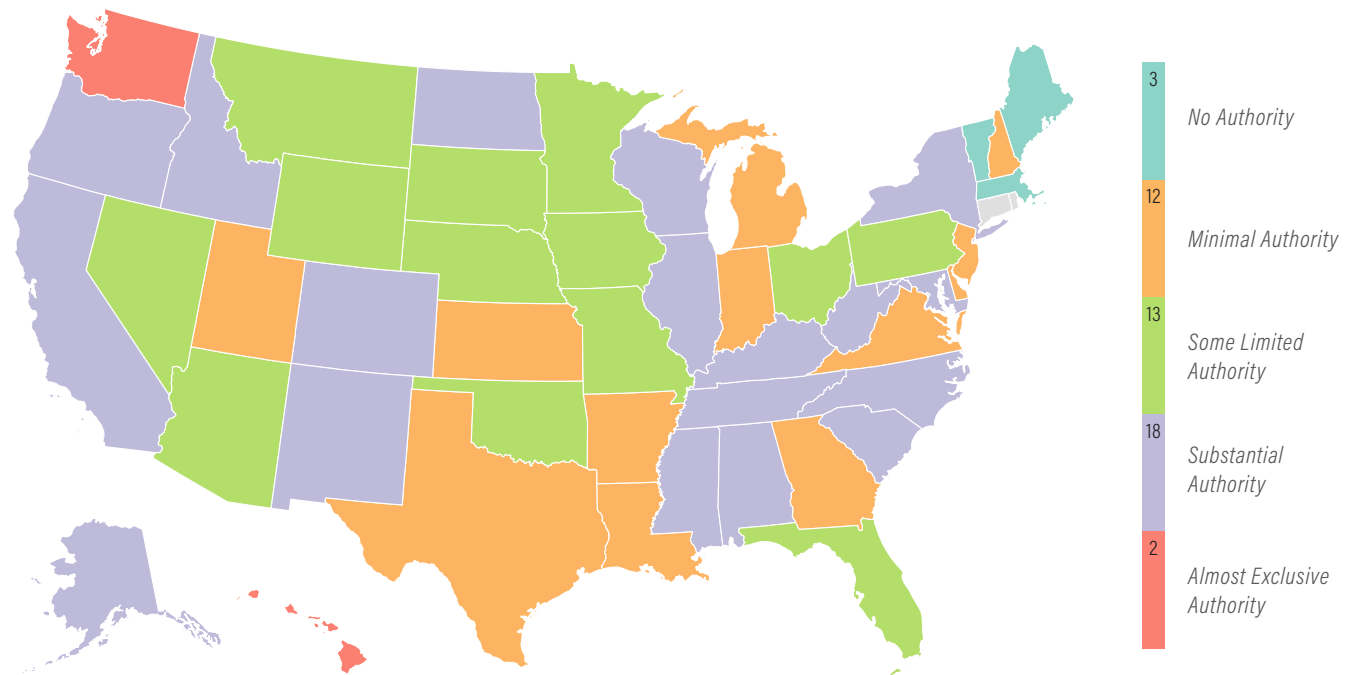 3
No Authority
12
Minimal Authority
13
Some Limited
Authority
18
Substantial
Authority
2
Almost Exclusive
Authority